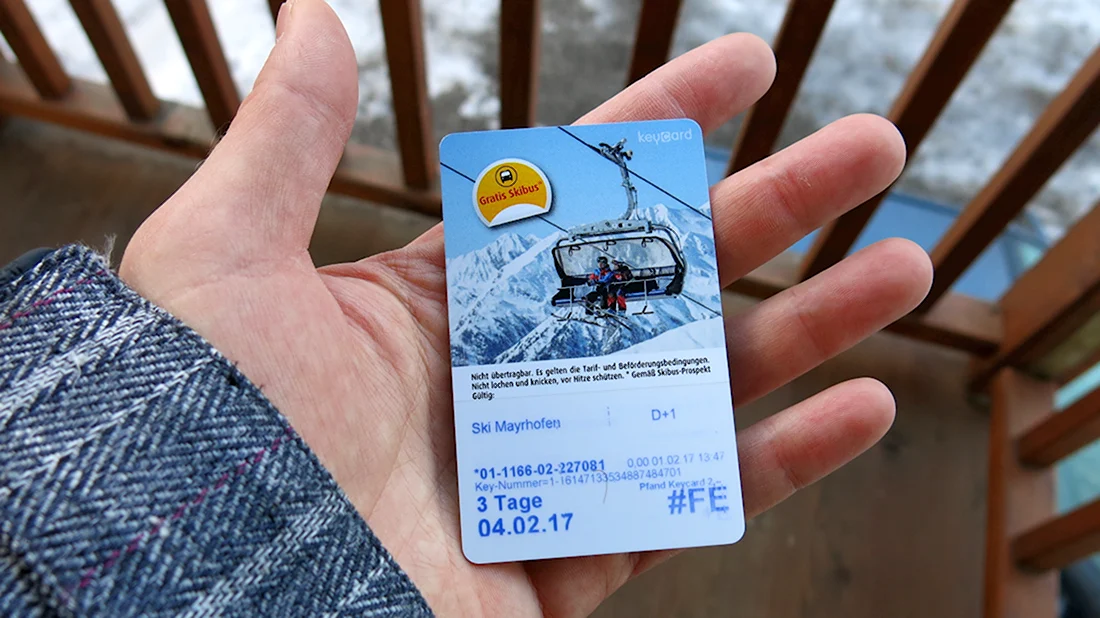 keycard
Gratis Skibus*
Nicht übertragbar. Es gelten die Tarif- und Beförderungsbedingungen.
Nicht lochen und knicken, vor Hitze schützen. * Gemäß Skibus-Prospekt
Gültig:
Ski Mayrhofen D+1
*01-1166-02-227081 0,00 01.02.17 13:47
Key-Nummer=1-16147133534887484701
Pfand Keycard 2,-
3 Tage #FE
04.02.17